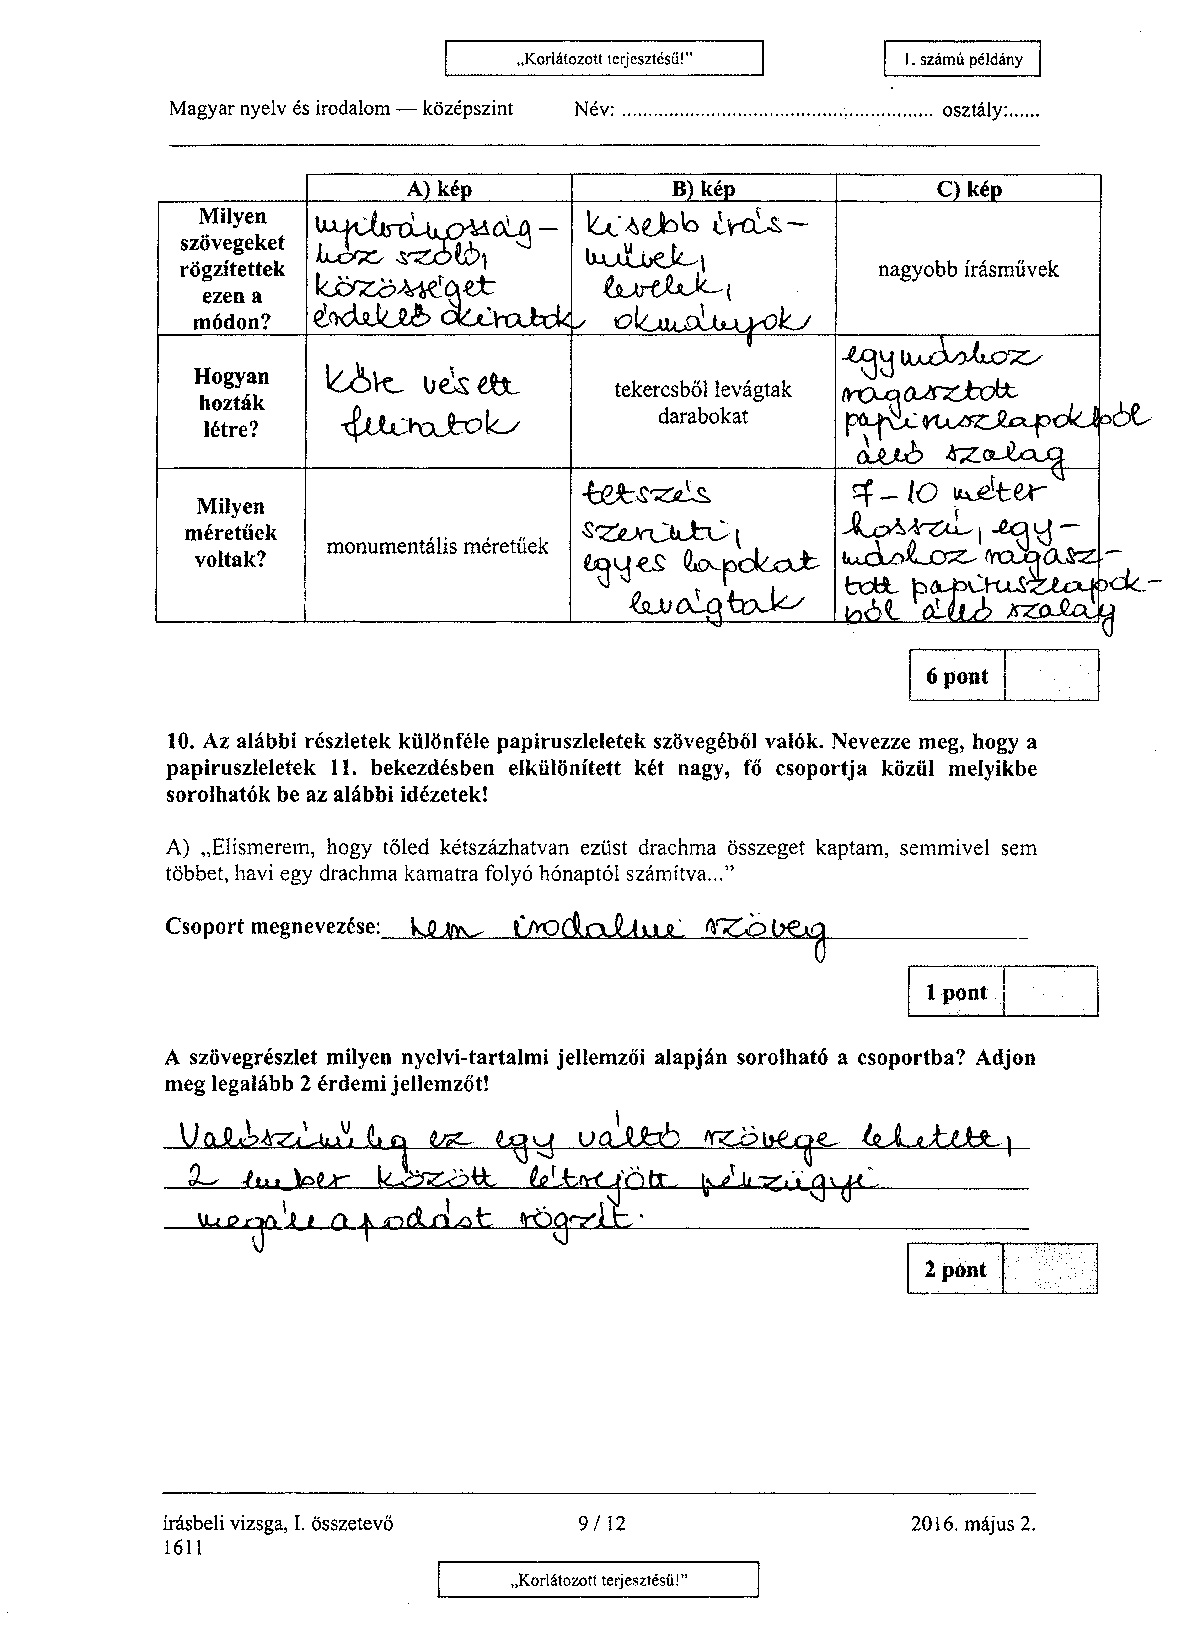 „Korlátozott terjesztésű!”
1. számú példány
Magyar nyelv és irodalom — középszint Név: ........................................................... osztály:......
A) kép B) kép C) kép
Milyen szövegeket rögzítettek ezen a módon?
nyilvánosság-
hoz szóló,
közösséget
érdeklő okiratok
kisebb írás-
művek,
levelek,
okmányok
nagyobb írásművek
Hogyan hozták létre?
kőbe vésett
feliratok
tekercsből levágtak
darabokat
egymáshoz
ragasztott
papiruszlapokból
álló szalag
Milyen méretűek voltak?
monumentális méretűek
tetszés
szerinti,
egyes lapokat
levágtak
7-10 méter
hosszú, egy-
máshoz ragasz-
tott papiruszlapok-
ból álló szalag
6 pont
10. Az alábbi részletek különféle papiruszleletek szövegéből valók. Nevezze meg, hogy a
papiruszleletek 11. bekezdésben elkülönített két nagy, fő csoportja közül melyikbe
sorolhatók be az alábbi idézetek!
A) „Elismerem, hogy tőled kétszázhatvan ezüst drachma összeget kaptam, semmivel sem
többet, havi egy drachma kamatra folyó hónaptól számítva...”
Csoport megnevezése: nem irodalmi szöveg
1 pont
A szövegrészlet milyen nyelvi-tartalmi jellemzői alapján sorolható a csoportba? Adjon
meg legalább 2 érdemi jellemzőt!
Valószínűleg ez egy váltó szövege lehetett,
2 ember között létrejött pénzügyi
megállapodást rögzít.
2 pont
írásbeli vizsga, I. összetevő 9 / 12 2016. május 2.
1611
„Korlátozott terjesztésű!”